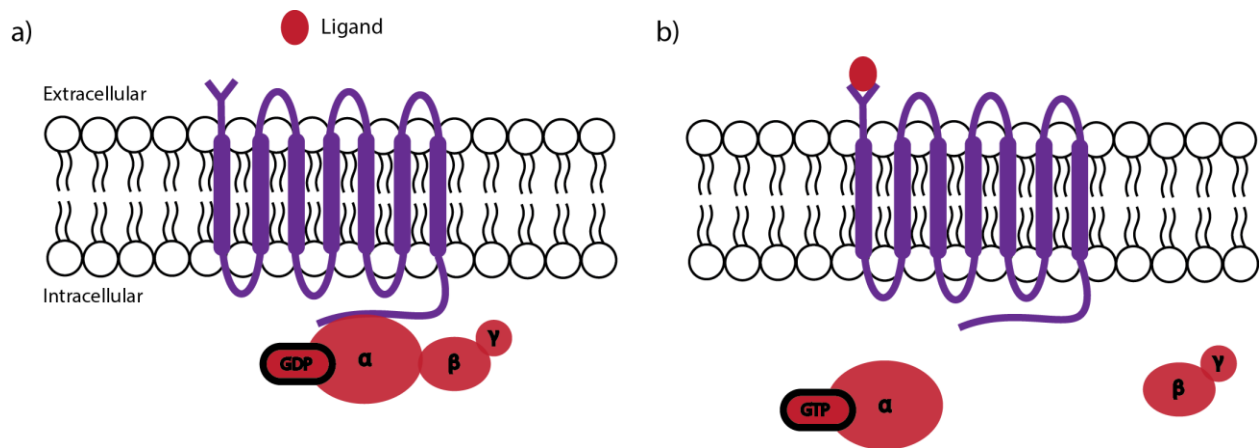 a)
Ligand
Extracellular
Intracellular
GDP
α
β
γ
b)
GTP
α
β
γ